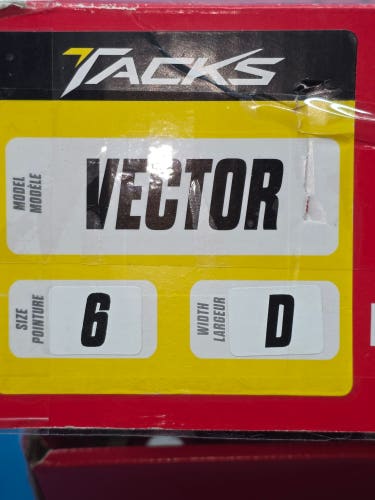 TACKS
MODEL
MODÈLE
VECTOR
SIZE
POINTURE
6
WIDTH
LARGEUR
D